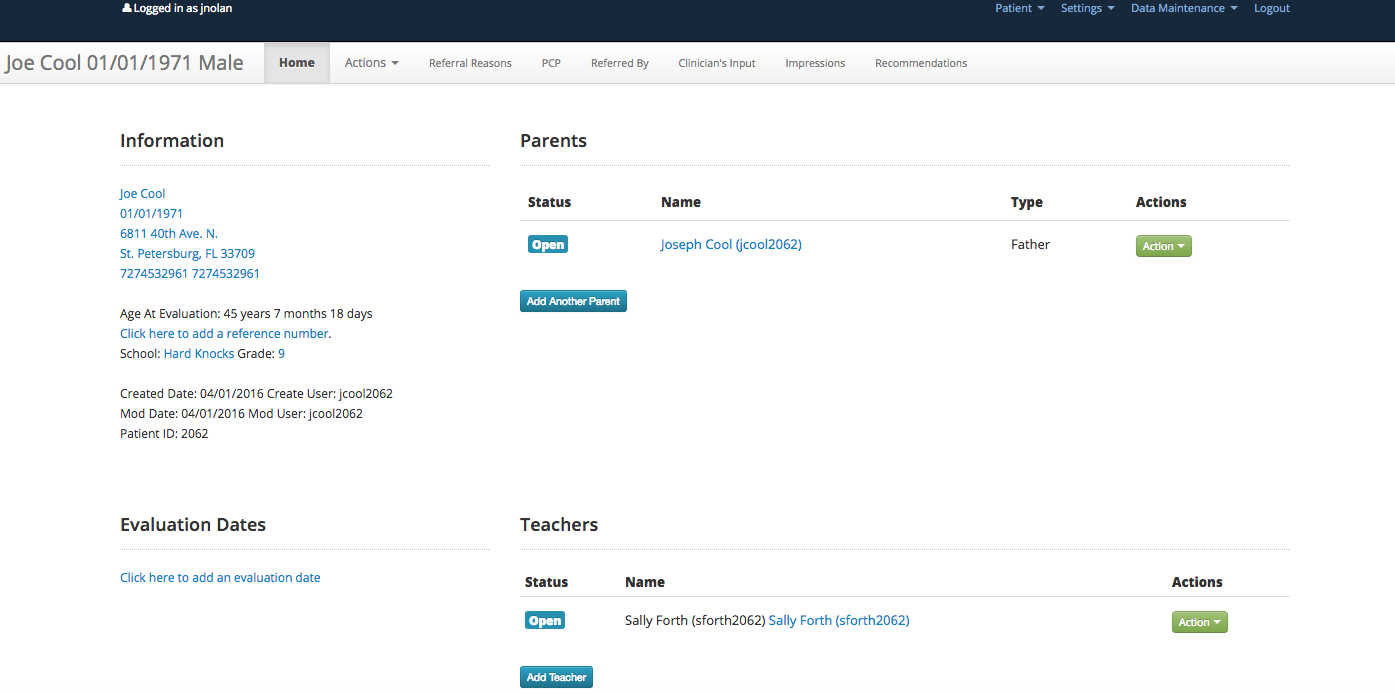 Logged in as jnolan
Patient Settings Data Maintenance Logout
Joe Cool 01/01/1971 Male Home Actions Referral Reasons PCP Referred By Clinician's Input Impressions Recommendations
Information
Joe Cool
01/01/1971
6811 40th Ave. N.
St. Petersburg, FL 33709
7274532961 7274532961
Age At Evaluation: 45 years 7 months 18 days
Click here to add a reference number.
School: Hard Knocks Grade: 9
Created Date: 04/01/2016 Create User: jcool2062
Mod Date: 04/01/2016 Mod User: jcool2062
Patient ID: 2062
Parents
Status Name Type Actions
Open Joseph Cool (jcool2062) Father Action
Add Another Parent
Evaluation Dates
Click here to add an evaluation date
Teachers
Status Name Actions
Open Sally Forth (sforth2062) Sally Forth (sforth2062) Action
Add Teacher